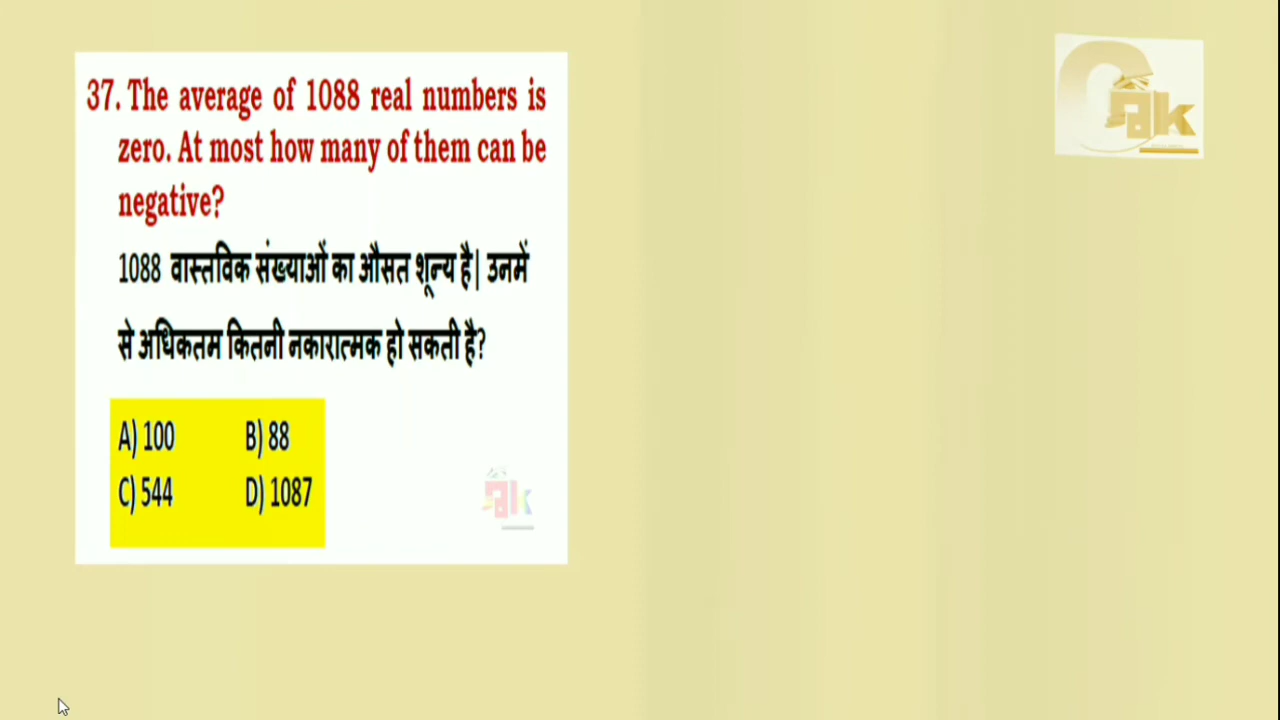 37. The average of 1088 real numbers is
zero. At most how many of them can be
negative?
1088 वास्तविक संख्याओं का औसत शून्य है| उनमें
से अधिकतम कितनी नकारात्मक हो सकती है?
A) 100 B) 88
C) 544 D) 1087